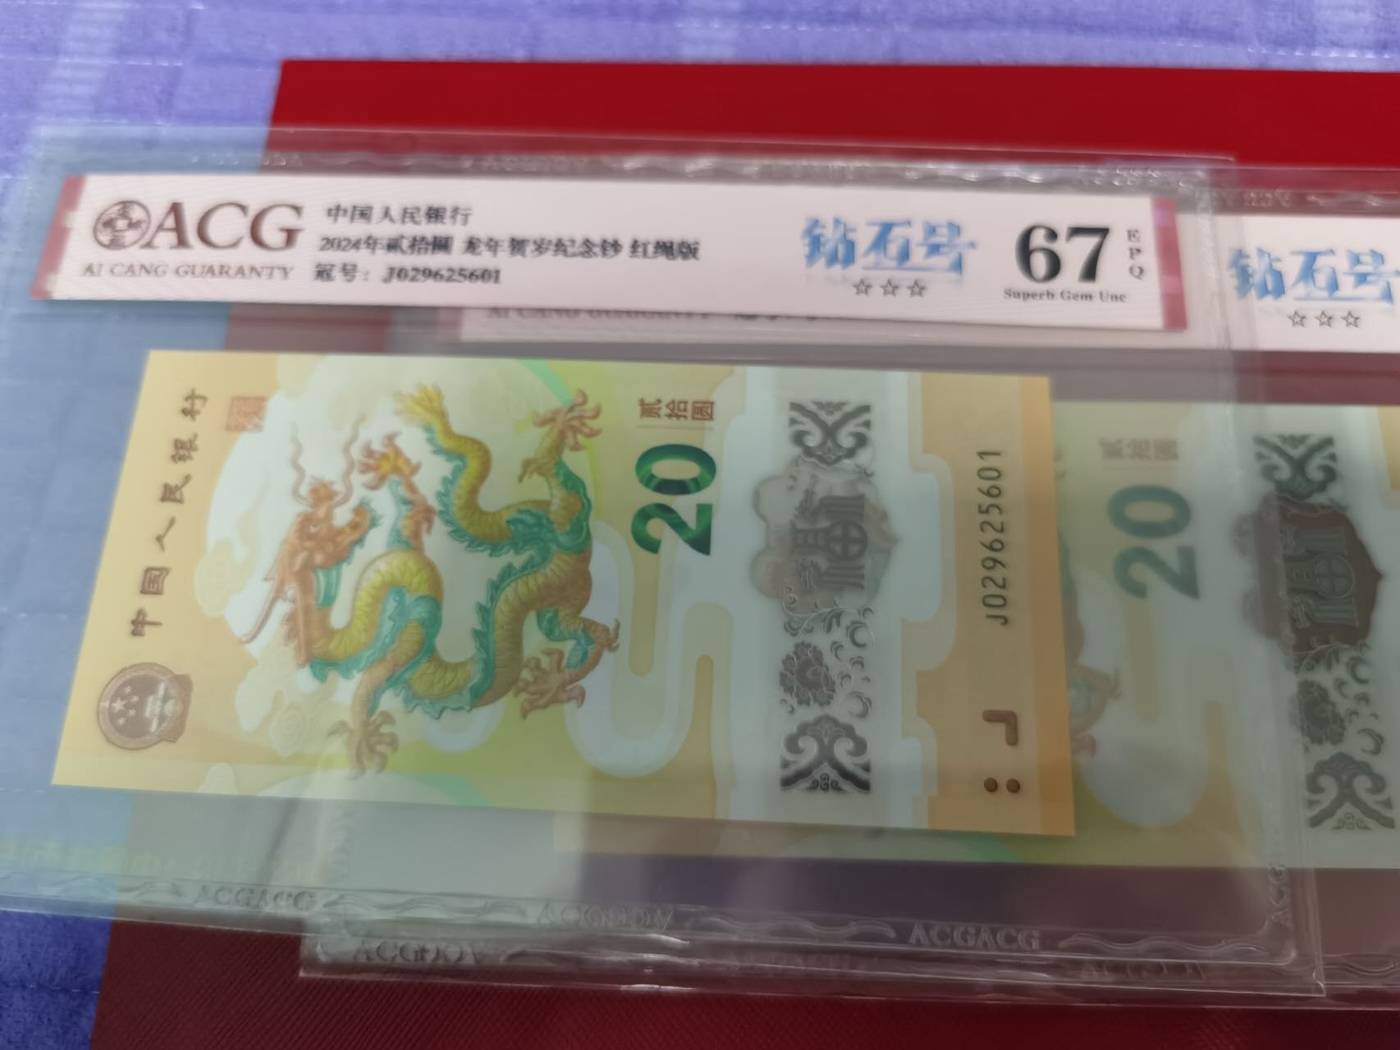 ACG
AI CANG GUARANTY
中国人民银行
2024年贰拾圆 龙年贺岁纪念钞 红绳版
冠号：J029625601
钻石号
☆☆☆
67
EPQ
Superb Gem Unc
钻石号
☆☆☆
中国人民银行
贰拾圆
20
福
J029625601
贰拾圆
20
福
ACGACG
ACG